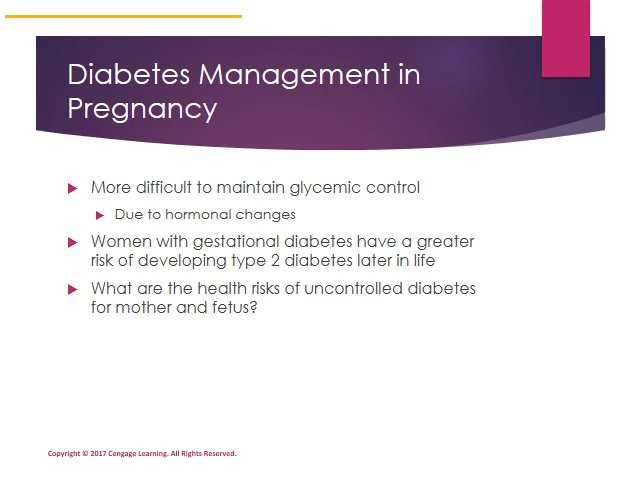 Diabetes Management in
Pregnancy
More difficult to maintain glycemic control
Due to hormonal changes
Women with gestational diabetes have a greater
risk of developing type 2 diabetes later in life
What are the health risks of uncontrolled diabetes
for mother and fetus?
Copyright © 2017 Cengage Learning. All Rights Reserved.